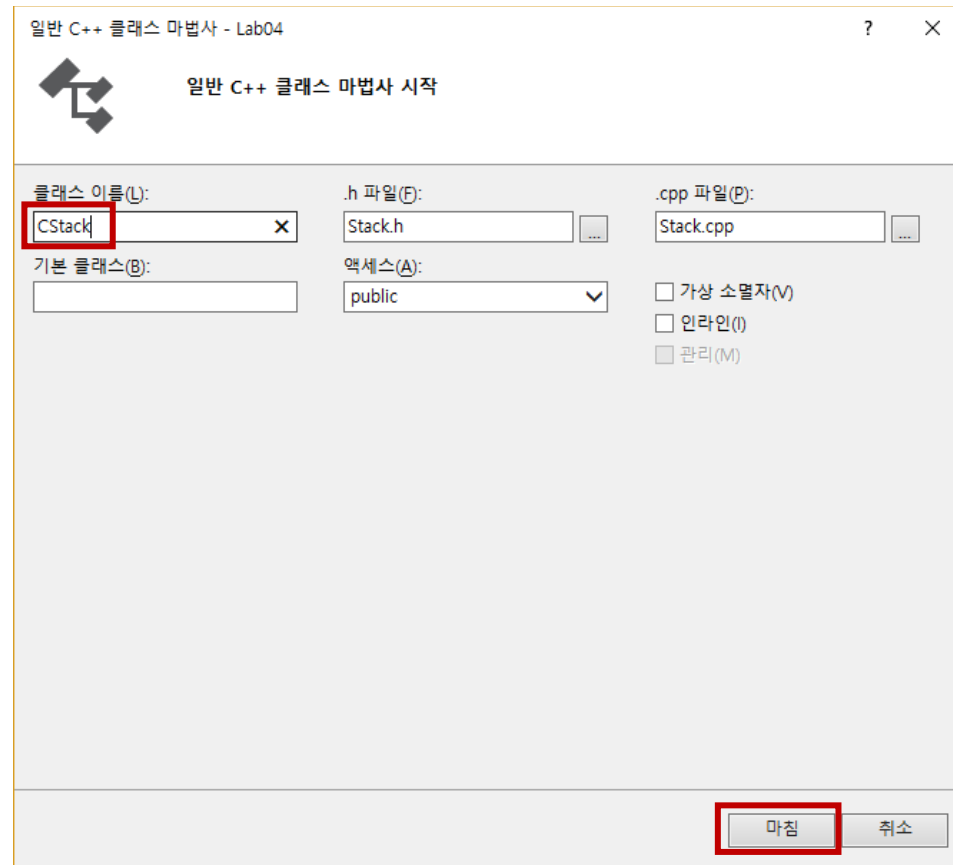 일반 C++ 클래스 마법사 - Lab04
?
일반 C++ 클래스 마법사 시작
클래스 이름(L):
.h 파일(F):
.cpp 파일(P):
CStack
Stack.h
...
Stack.cpp
...
기본 클래스(B):
액세스(A):
public
가상 소멸자(V)
인라인(I)
관리(M)
마침
취소